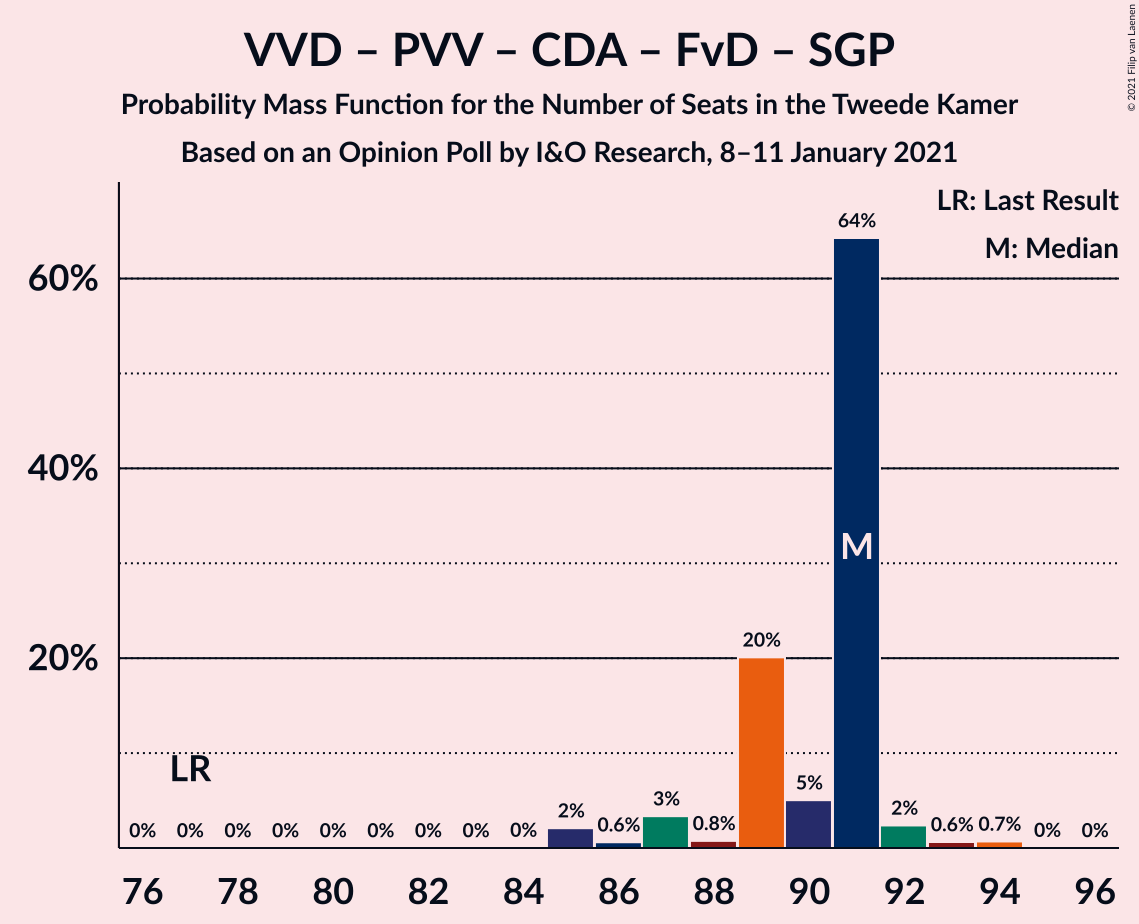 VVD – PVV – CDA – FvD – SGP
Probability Mass Function for the Number of Seats in the Tweede Kamer
Based on an Opinion Poll by I&O Research, 8–11 January 2021
© 2021 Filip van Laenen
LR: Last Result
M: Median
60%
40%
20%
LR
M
0% 0% 0% 0% 0% 0% 0% 0% 0% 2% 0.6% 3% 0.8% 20% 5% 64% 2% 0.6% 0.7% 0% 0%
76 78 80 82 84 86 88 90 92 94 96